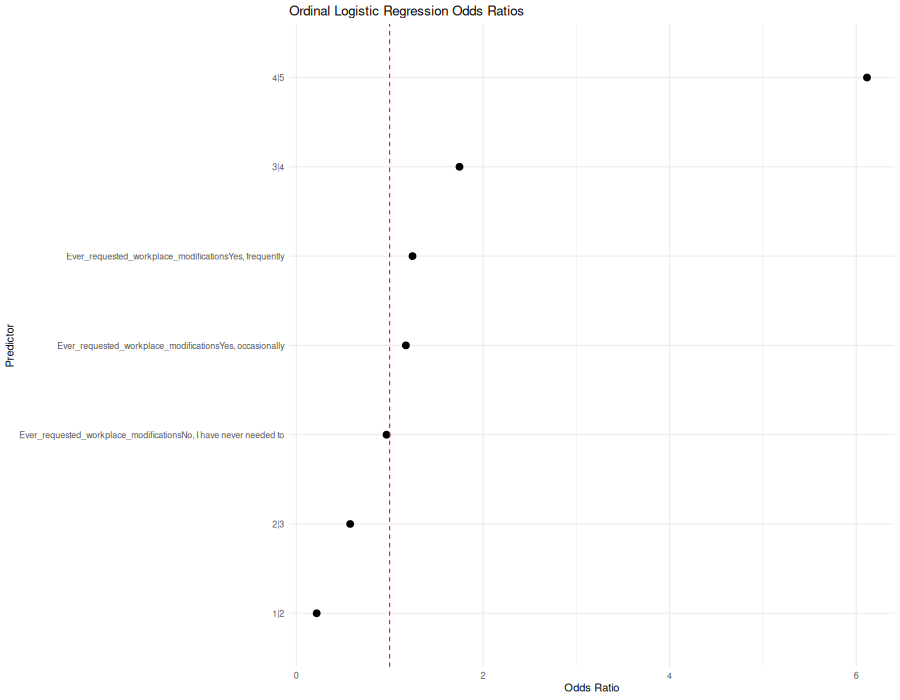 Ordinal Logistic Regression Odds Ratios
4|5
3|4
Ever_requested_workplace_modificationsYes, frequently
Predictor
Ever_requested_workplace_modificationsYes, occasionally
Ever_requested_workplace_modificationsNo, I have never needed to
2|3
1|2
0 2 4 6
Odds Ratio